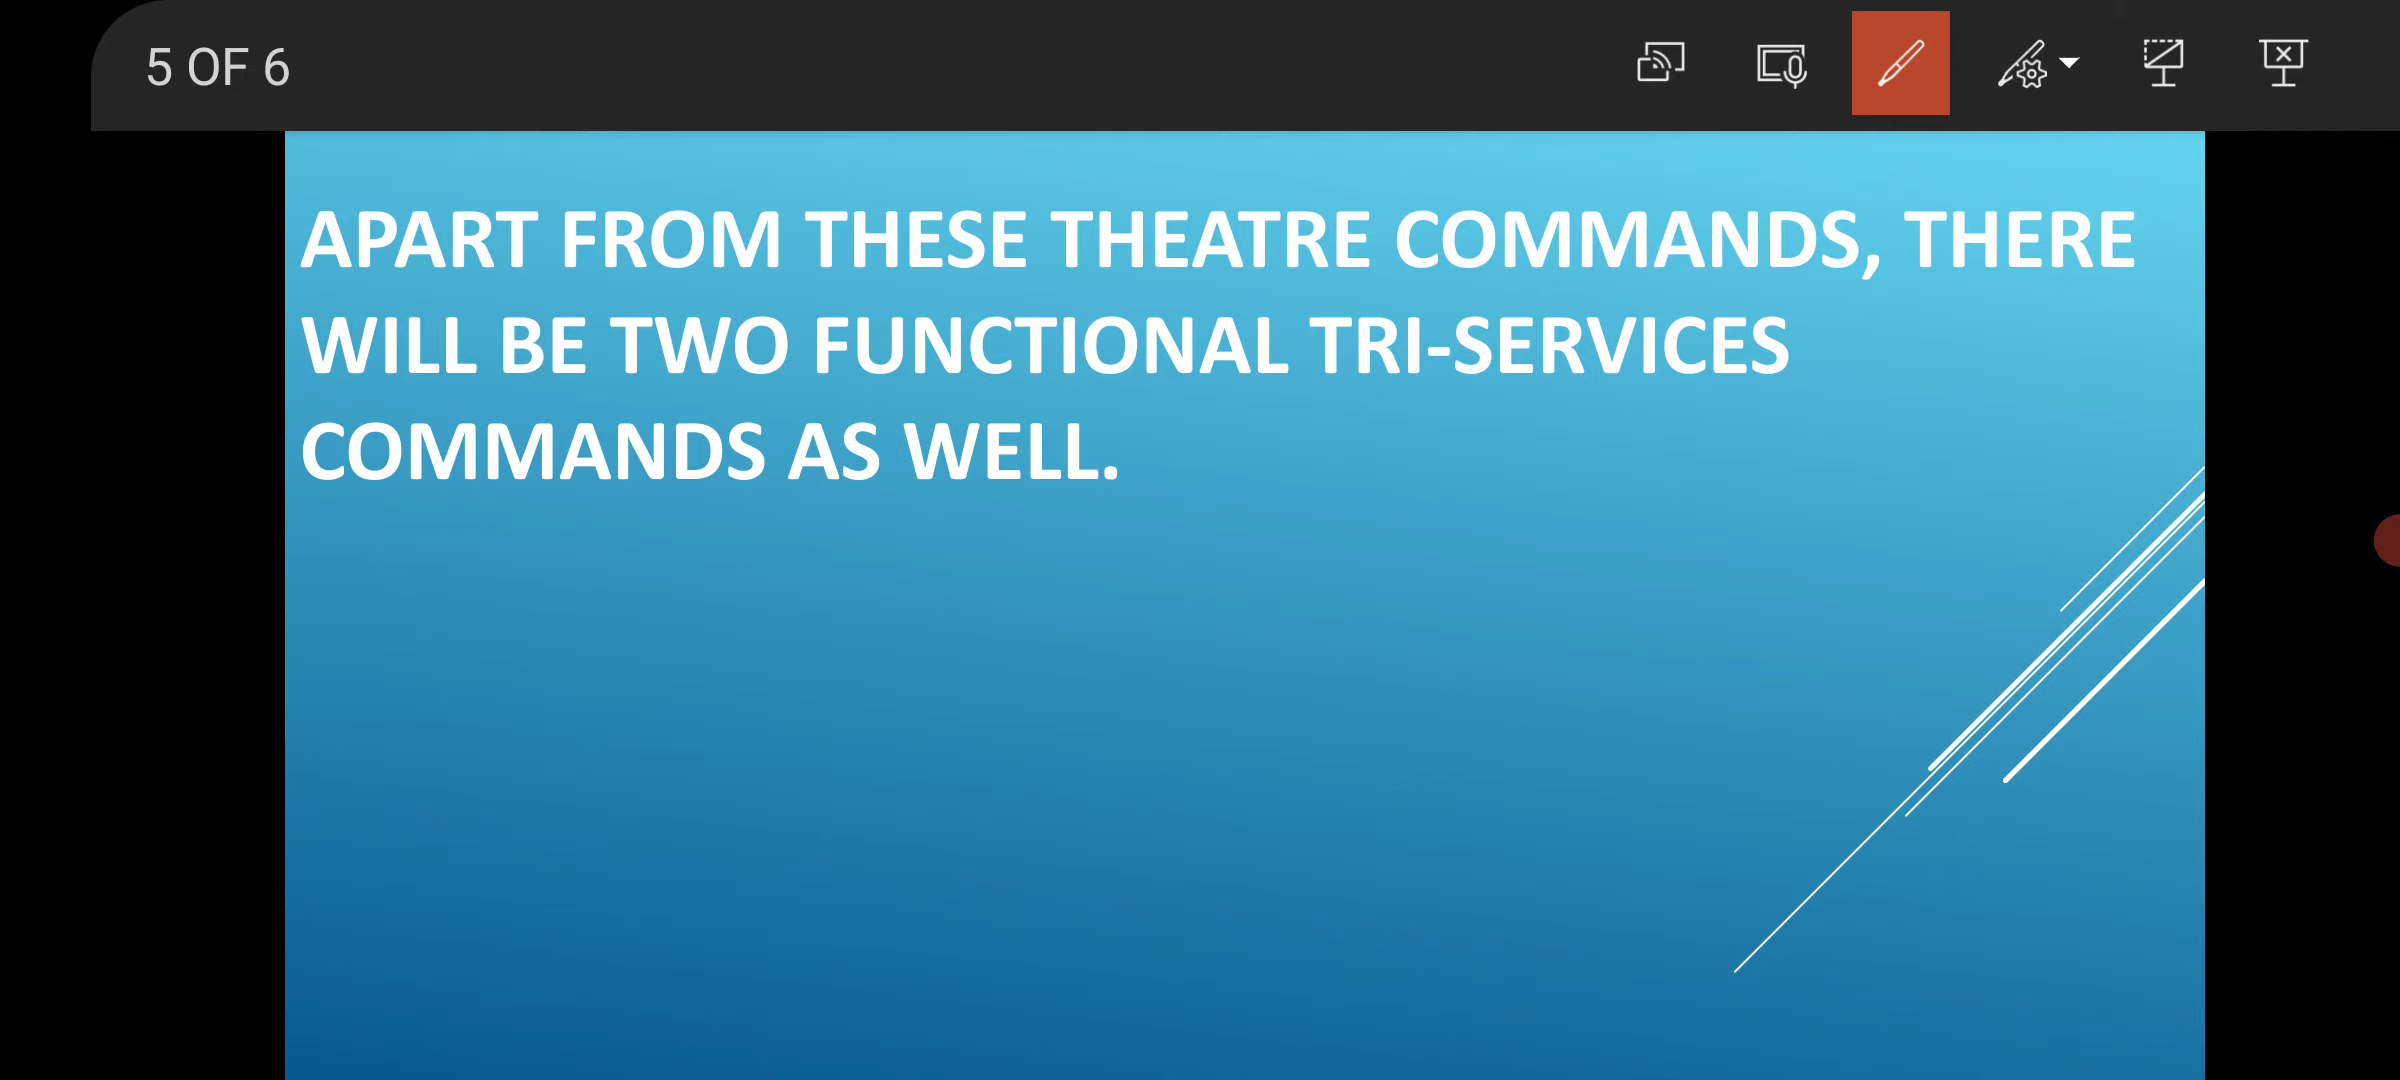 5 OF 6
APART FROM THESE THEATRE COMMANDS, THERE
WILL BE TWO FUNCTIONAL TRI-SERVICES
COMMANDS AS WELL.